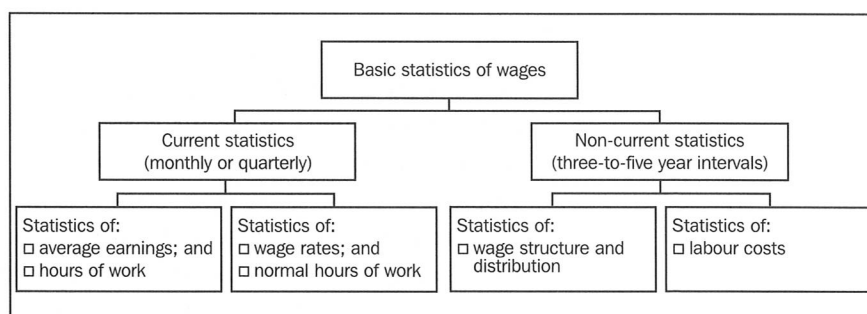 Basic statistics of wages
Current statistics
(monthly or quarterly)
Non-current statistics
(three-to-five year intervals)
Statistics of:
□ average earnings; and
□ hours of work
Statistics of:
□ wage rates; and
□ normal hours of work
Statistics of:
□ wage structure and
distribution
Statistics of:
□ labour costs